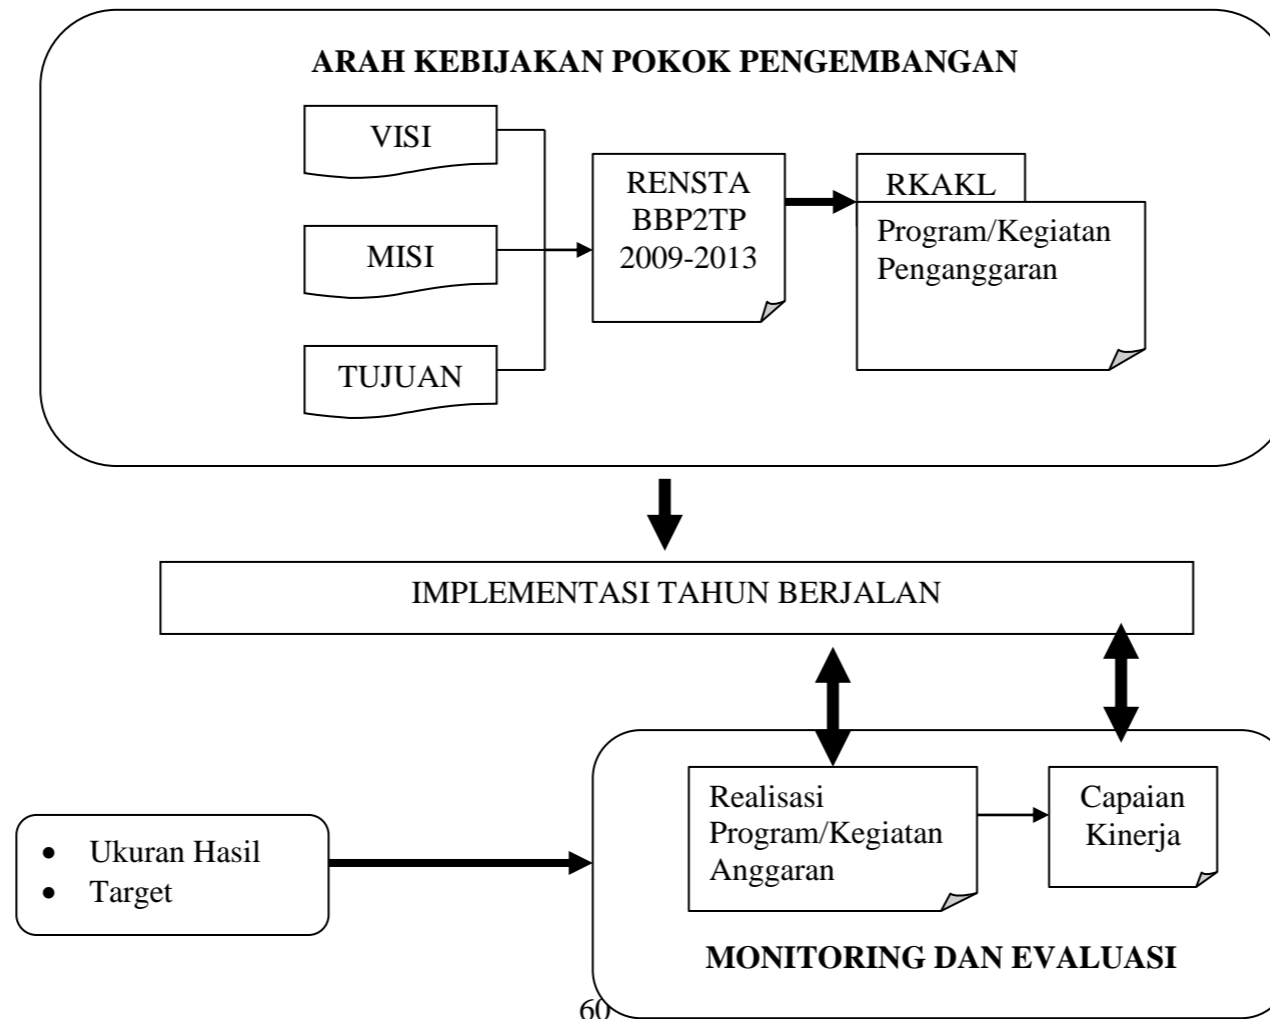 ARAH KEBIJAKAN POKOK PENGEMBANGAN
VISI
MISI
TUJUAN
RENSTA
BBP2TP
2009-2013
RKAKL
Program/Kegiatan
Penganggaran
IMPLEMENTASI TAHUN BERJALAN
• Ukuran Hasil
• Target
Realisasi
Program/Kegiatan
Anggaran
Capaian
Kinerja
MONITORING DAN EVALUASI
60